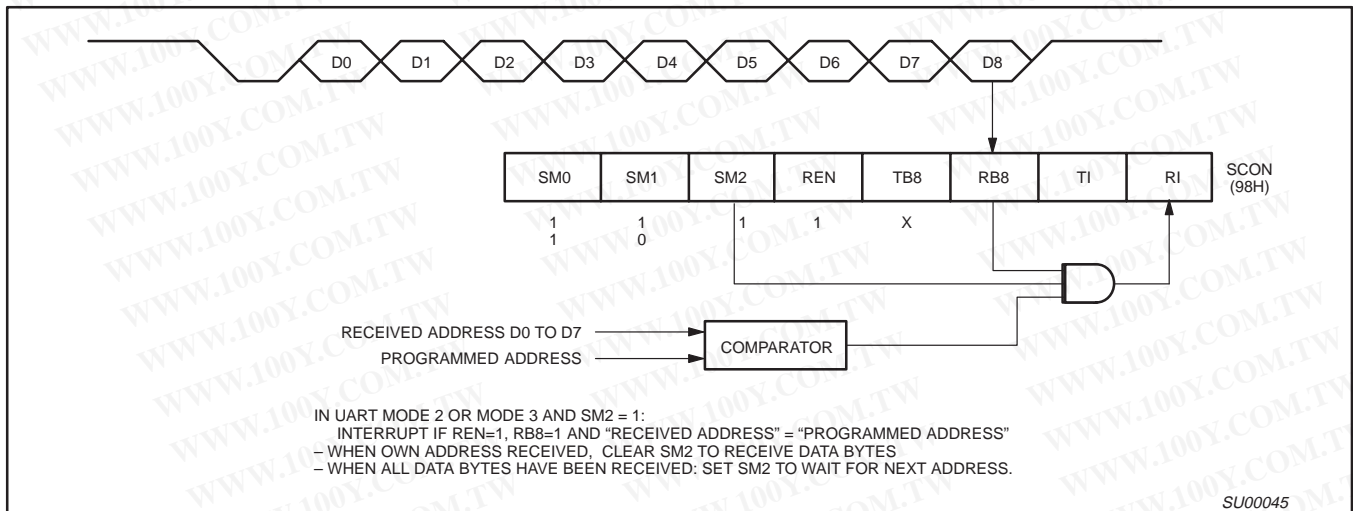 D0 D1 D2 D3 D4 D5 D6 D7 D8
SM0 SM1 SM2 REN TB8 RB8 TI RI
SCON
(98H)
1 1 1 1 X
1 0
RECEIVED ADDRESS D0 TO D7
PROGRAMMED ADDRESS
COMPARATOR
IN UART MODE 2 OR MODE 3 AND SM2 = 1:
INTERRUPT IF REN=1, RB8=1 AND “RECEIVED ADDRESS” = “PROGRAMMED ADDRESS”
– WHEN OWN ADDRESS RECEIVED, CLEAR SM2 TO RECEIVE DATA BYTES
– WHEN ALL DATA BYTES HAVE BEEN RECEIVED: SET SM2 TO WAIT FOR NEXT ADDRESS.
SU00045
WWW.100Y.COM.TW